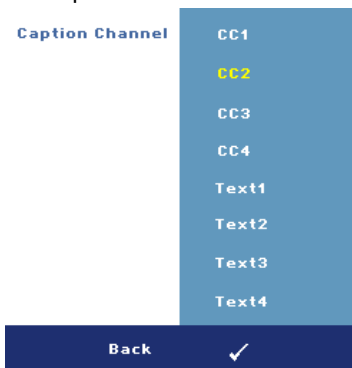 Caption Channel
CC1
CC2
CC3
CC4
Text1
Text2
Text3
Text4
Back